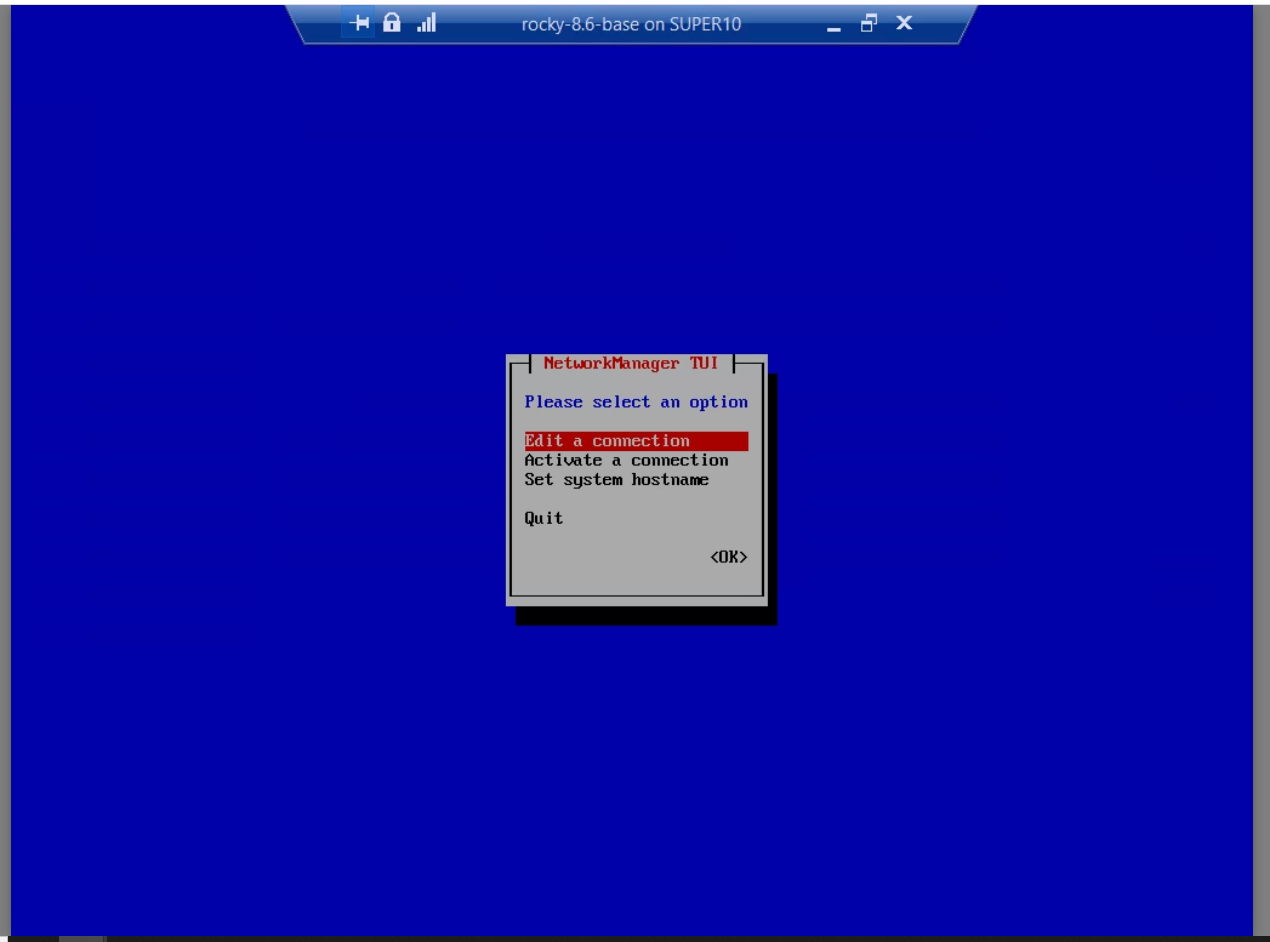 rocky-8.6-base on SUPER10
NetworkManager TUI
Please select an option
Edit a connection
Activate a connection
Set system hostname
Quit
<OK>